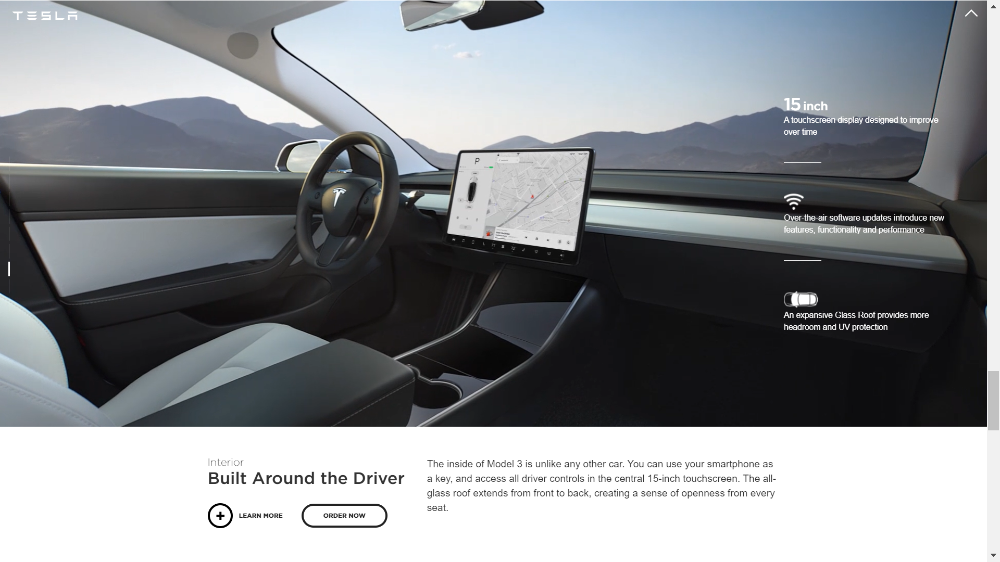 TESLA
15 inch
A touchscreen display designed to improve
over time
P
Over-the-air software updates introduce new
features, functionality and performance
An expansive Glass Roof provides more
headroom and UV protection
Interior
Built Around the Driver
LEARN MORE
ORDER NOW
The inside of Model 3 is unlike any other car. You can use your smartphone as
a key, and access all driver controls in the central 15-inch touchscreen. The all-
glass roof extends from front to back, creating a sense of openness from every
seat.